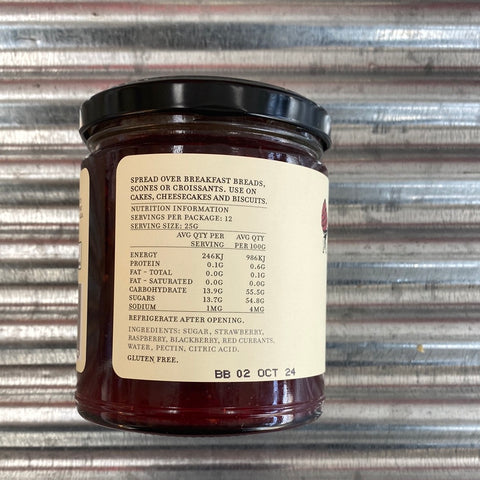 SPREAD OVER BREAKFAST BREADS,
SCONES OR CROISSANTS. USE ON
CAKES, CHEESECAKES AND BISCUITS.
NUTRITION INFORMATION
SERVINGS PER PACKAGE: 12
SERVING SIZE: 25G
AVG QTY PER SERVING AVG QTY PER 100G
ENERGY 246KJ 986KJ
PROTEIN 0.1G 0.6G
FAT - TOTAL 0.0G 0.1G
FAT - SATURATED 0.0G 0.0G
CARBOHYDRATE 13.9G 55.5G
SUGARS 13.7G 54.8G
SODIUM 1MG 4MG
REFRIGERATE AFTER OPENING.
INGREDIENTS: SUGAR, STRAWBERRY,
RASPBERRY, BLACKBERRY, RED CURRANTS,
WATER, PECTIN, CITRIC ACID.
GLUTEN FREE.
BB 02 OCT 24